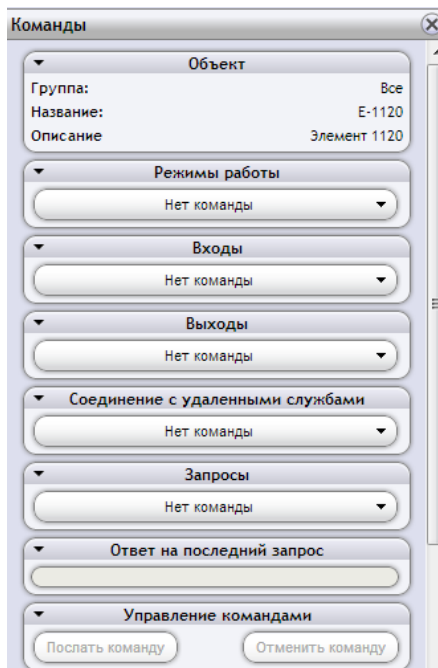 Команды
Объект
Группа: Все
Название: E-1120
Описание Элемент 1120
Режимы работы
Нет команды
Входы
Нет команды
Выходы
Нет команды
Соединение с удаленными службами
Нет команды
Запросы
Нет команды
Ответ на последний запрос
Управление командами
Послать команду Отменить команду